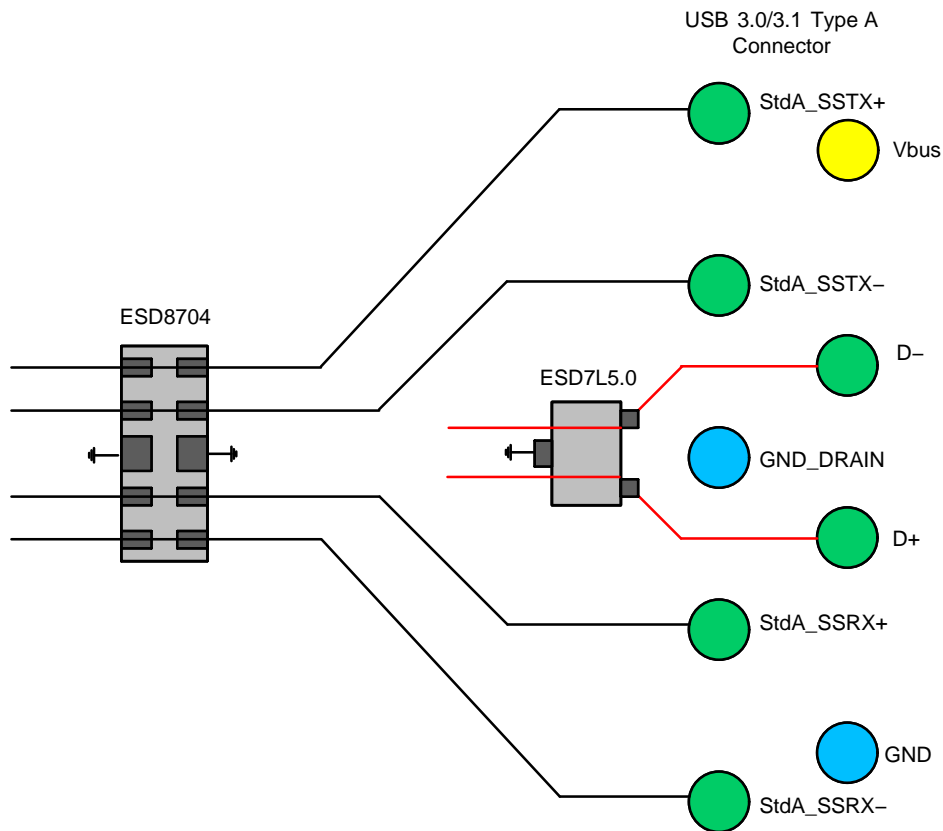 USB 3.0/3.1 Type A
Connector
StdA_SSTX+
Vbus
StdA_SSTX−
ESD8704
D−
ESD7L5.0
GND_DRAIN
D+
StdA_SSRX+
GND
StdA_SSRX−